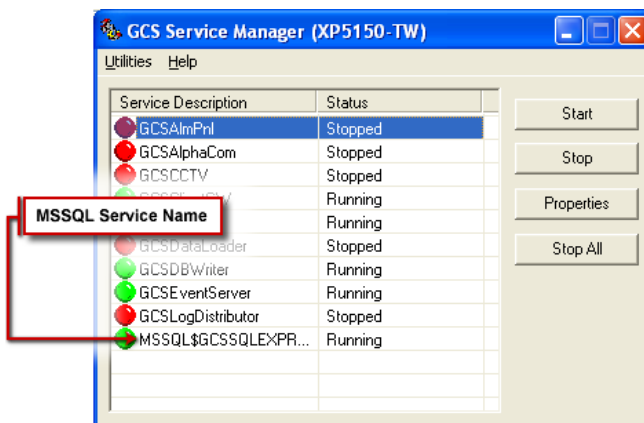 GCS Service Manager (XP5150-TW)
Utilities Help
Service Description Status
GCSAlmPnl Stopped
GCSAlphaCom Stopped
GCSCCTV Stopped
Running
Running
GCSDataLoader Stopped
GCSDBWriter Running
GCSEventServer Running
GCSLogDistributor Stopped
MSSQL$GCSSQLEXPR... Running
MSSQL Service Name
Start
Stop
Properties
Stop All